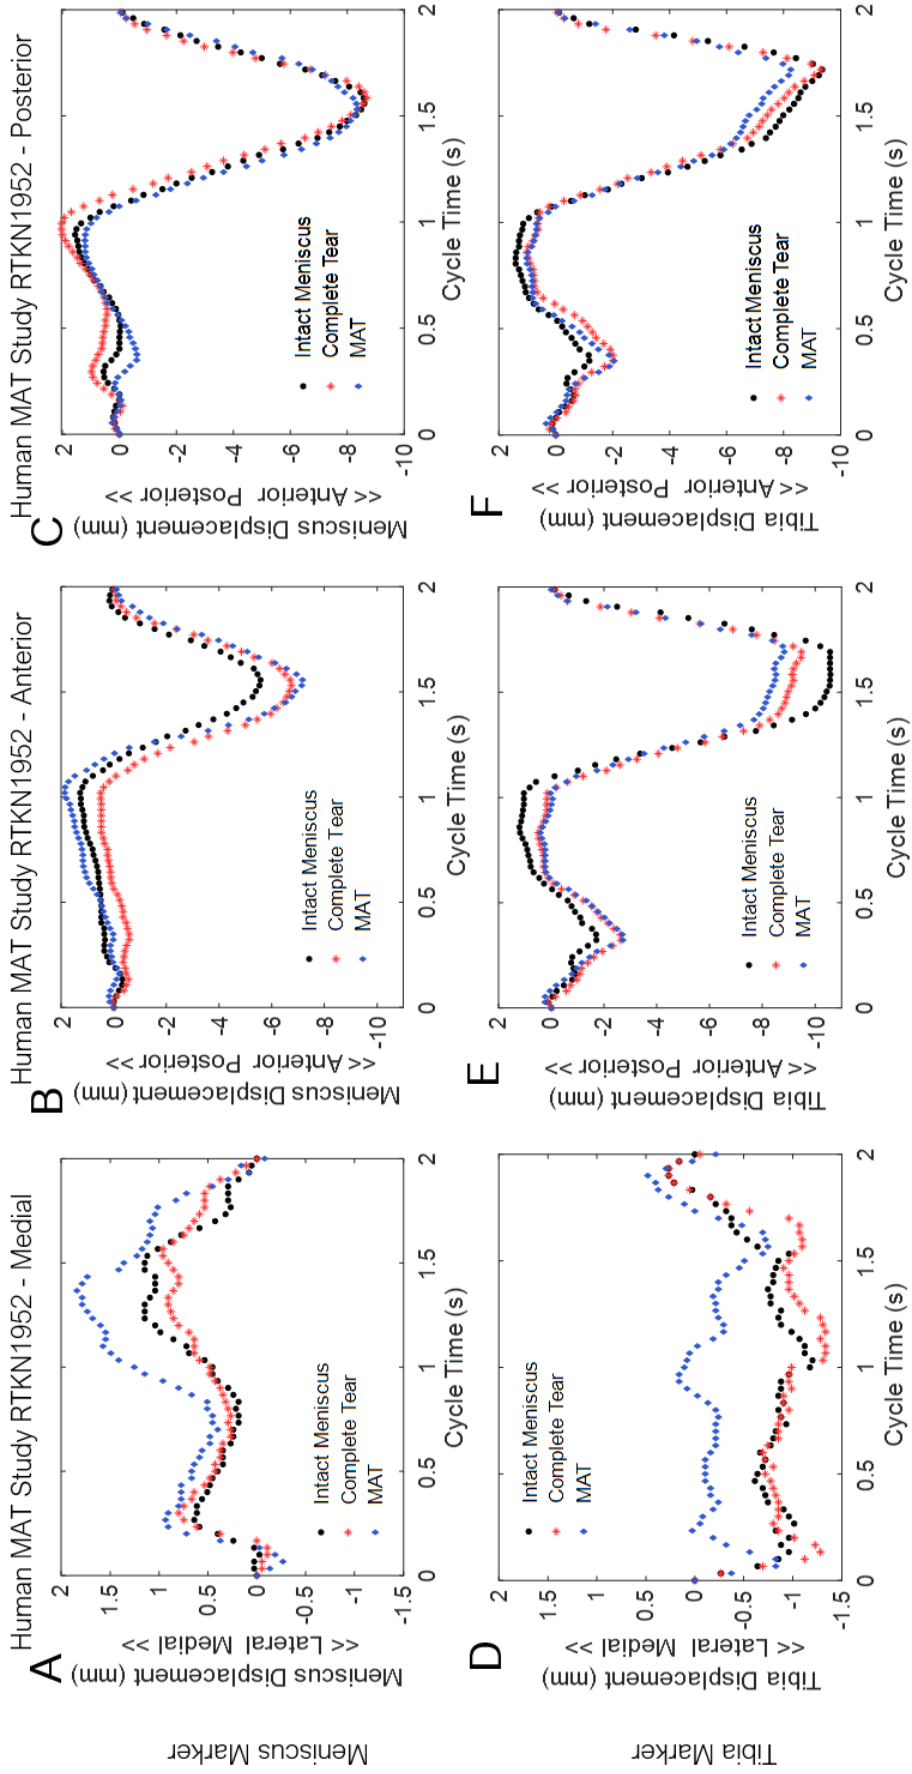 Human MAT Study RTKN1952 - Medial
A
Meniscus Marker
Meniscus Displacement (mm)
<< Lateral Medial >>
2
1.5
1
0.5
0
-0.5
-1
-1.5
Intact Meniscus
Complete Tear
MAT
0
0.5
1
1.5
2
Cycle Time (s)
Human MAT Study RTKN1952 - Anterior
B
Meniscus Displacement (mm)
<< Anterior Posterior >>
2
0
-2
-4
-6
-8
-10
Intact Meniscus
Complete Tear
MAT
0
0.5
1
1.5
2
Cycle Time (s)
Human MAT Study RTKN1952 - Posterior
C
Meniscus Displacement (mm)
<< Anterior Posterior >>
2
0
-2
-4
-6
-8
-10
Intact Meniscus
Complete Tear
MAT
0
0.5
1
1.5
2
Cycle Time (s)
D
Tibia Marker
Tibia Displacement (mm)
<< Lateral Medial >>
2
1.5
1
0.5
0
-0.5
-1
-1.5
Intact Meniscus
Complete Tear
MAT
0
0.5
1
1.5
2
Cycle Time (s)
E
Tibia Displacement (mm)
<< Anterior Posterior >>
2
0
-2
-4
-6
-8
-10
Intact Meniscus
Complete Tear
MAT
0
0.5
1
1.5
2
Cycle Time (s)
F
Tibia Displacement (mm)
<< Anterior Posterior >>
2
0
-2
-4
-6
-8
-10
Intact Meniscus
Complete Tear
MAT
0
0.5
1
1.5
2
Cycle Time (s)